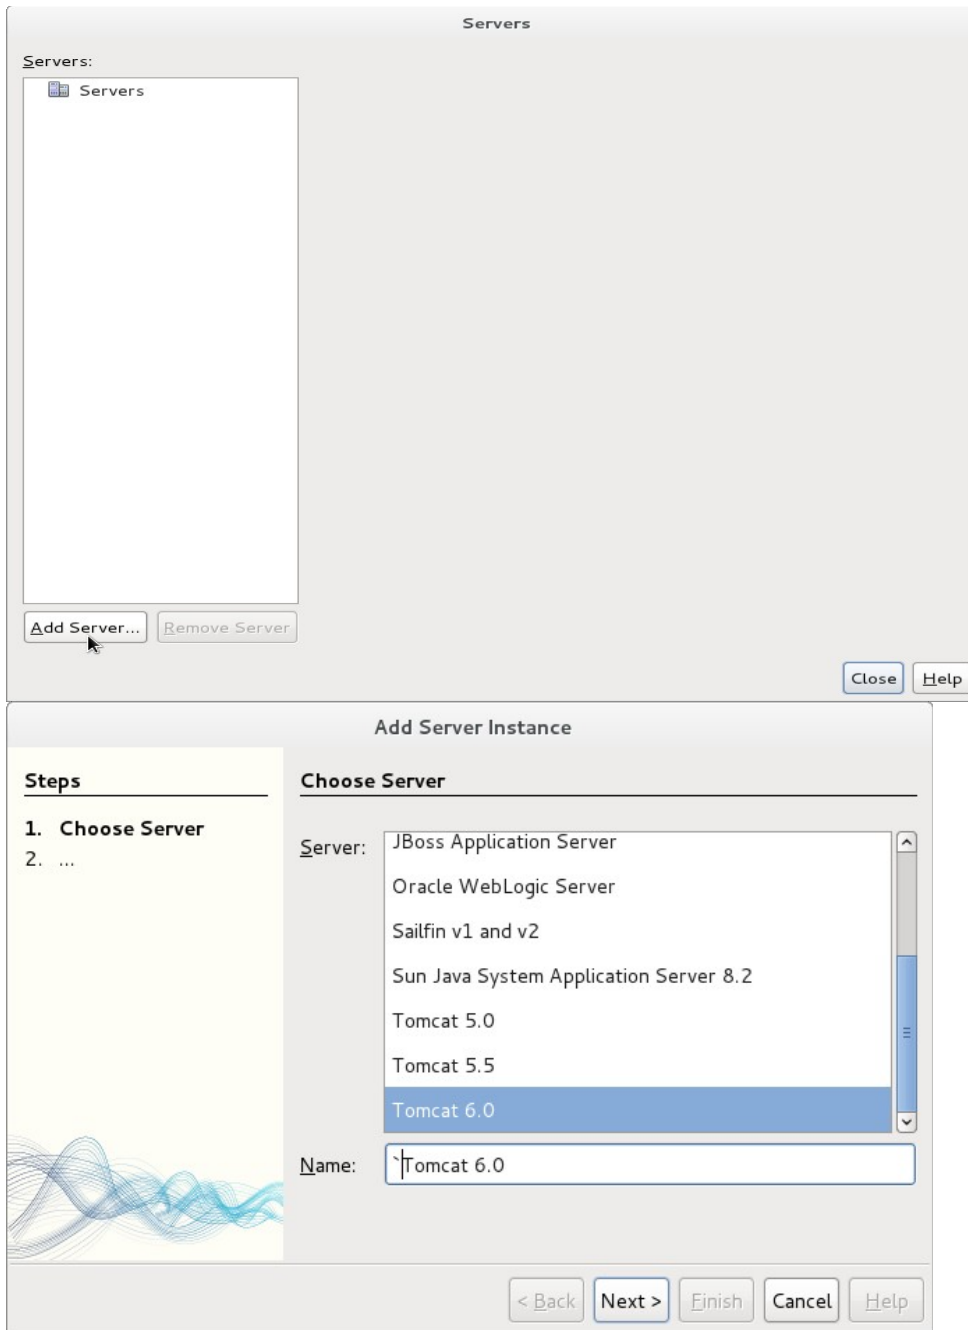 Servers
Servers:
Servers
Add Server...
Remove Server
Close
Help
Add Server Instance
Steps
1. Choose Server
2. ...
Choose Server
Server:
JBoss Application Server
Oracle WebLogic Server
Sailfin v1 and v2
Sun Java System Application Server 8.2
Tomcat 5.0
Tomcat 5.5
Tomcat 6.0
Name: `Tomcat 6.0
< Back
Next >
Finish
Cancel
Help